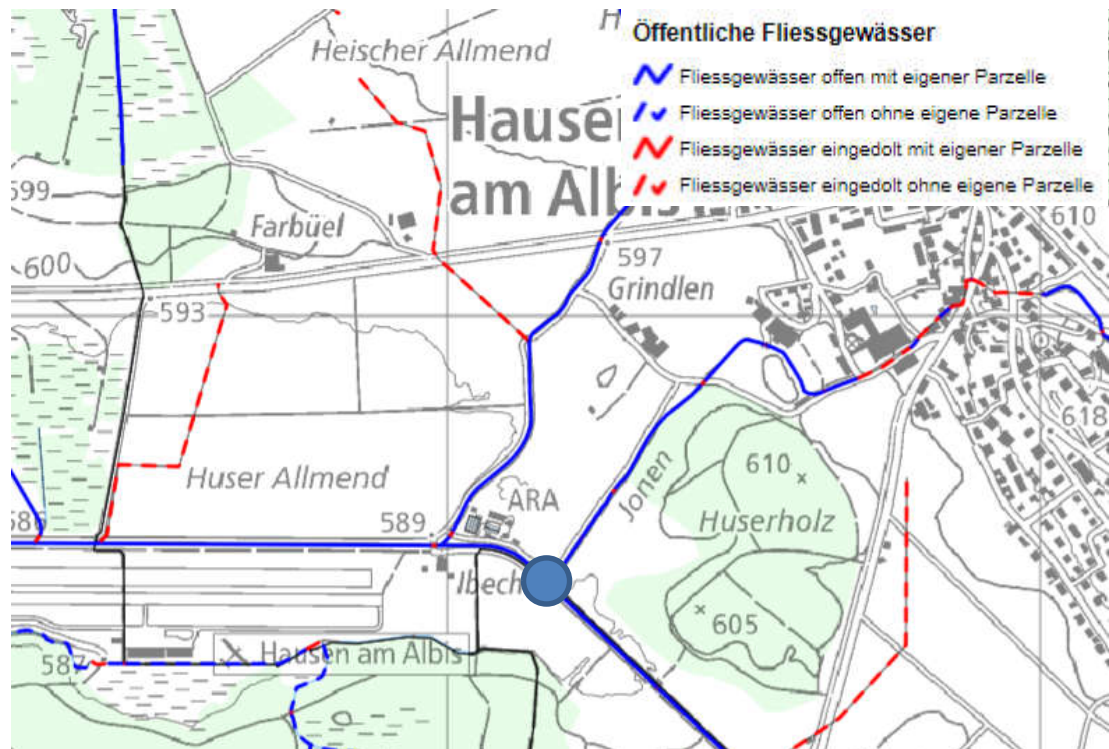 Öffentliche Fliessgewässer
Fliessgewässer offen mit eigener Parzelle
Fliessgewässer offen ohne eigene Parzelle
Fliessgewässer eingedolt mit eigener Parzelle
Fliessgewässer eingedolt ohne eigene Parzelle
H
Heischer Allmend
Hausen
am Albis
599
Farbüel
610
600
597
Grindlen
593
618
Huser Allmend
Jonen
610
ARA
589
Huserholz
586
Ibech
605
Hausen am Albis
587